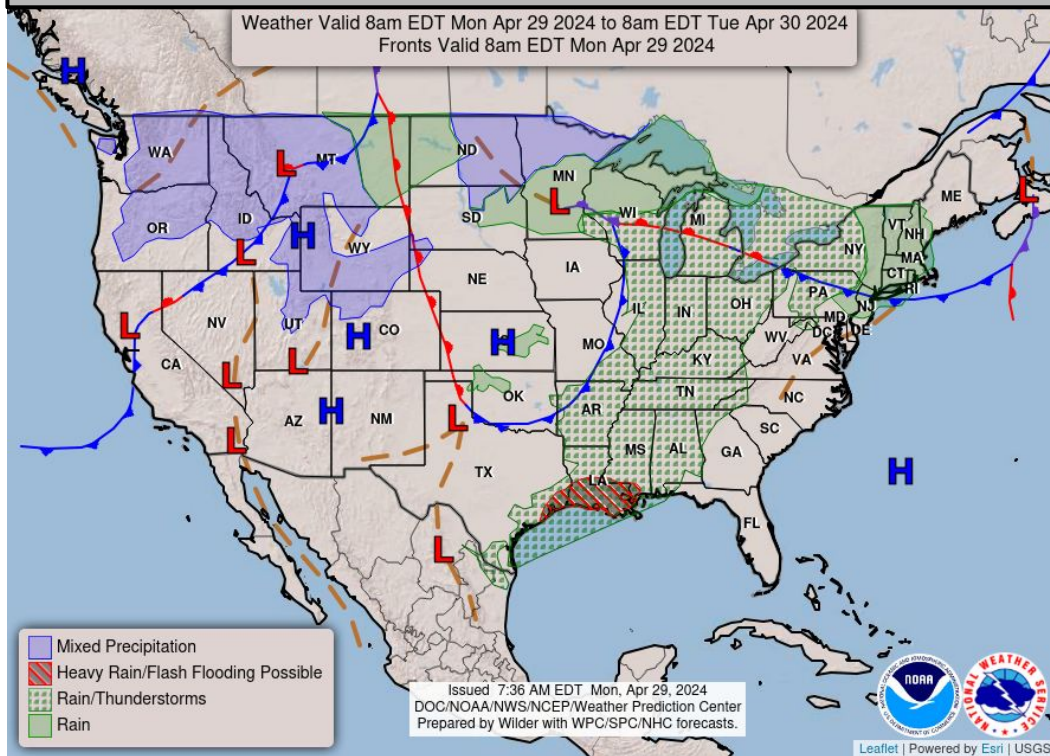 Weather Valid 8am EDT Mon Apr 29 2024 to 8am EDT Tue Apr 30 2024
Fronts Valid 8am EDT Mon Apr 29 2024
H
WA
L
MT
ND
MN
ME
L
OR
ID
H
WY
SD
L
WI
MI
NY
VT
NH
MA
CT
RI
L
NE
IA
PA
NJ
L
NV
UT
H
CO
H
IL
IN
OH
MD
DE
DC
WV
CA
L
L
MO
KY
VA
AZ
H
NM
L
OK
AR
TN
NC
L
TX
MS
AL
GA
SC
LA
H
L
FL
Mixed Precipitation
Heavy Rain/Flash Flooding Possible
Rain/Thunderstorms
Rain
Issued 7:36 AM EDT Mon, Apr 29, 2024
DOC/NOAA/NWS/NCEP/Weather Prediction Center
Prepared by Wilder with WPC/SPC/NHC forecasts.
NOAA
NATIONAL WEATHER SERVICE
Leaflet | Powered by Esri | USGS